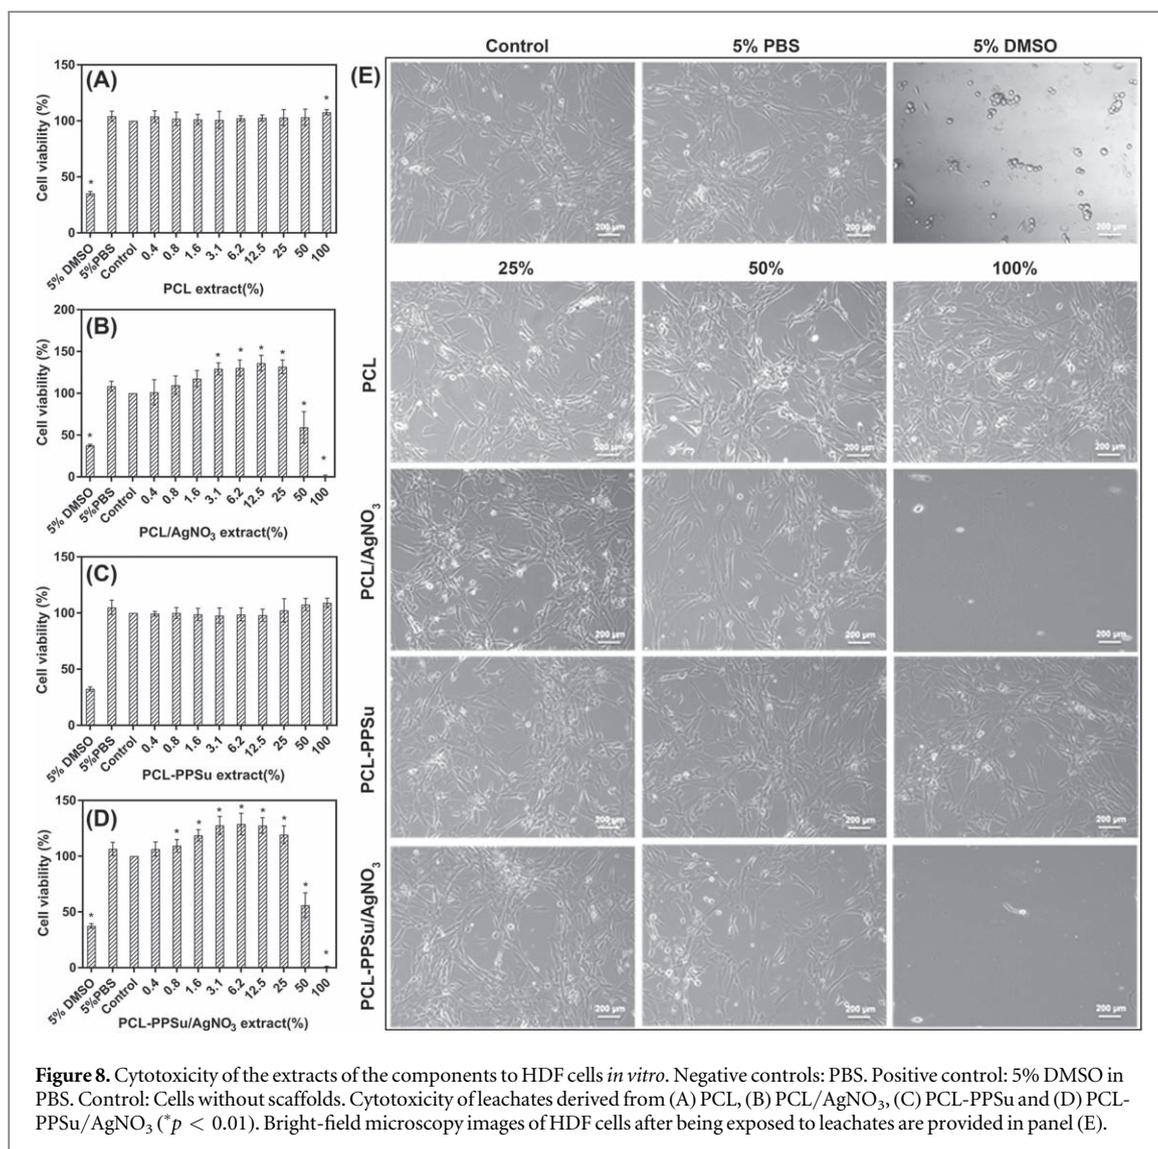 (A)
150
100
50
0
Cell viability (%)
*
*
5% DMSO
5%PBS
Control
0.4
0.8
1.6
3.1
6.2
12.5
25
50
100
PCL extract(%)
(B)
200
150
100
50
0
Cell viability (%)
*
*
*
*
*
*
*
5% DMSO
5%PBS
Control
0.4
0.8
1.6
3.1
6.2
12.5
25
50
100
PCL/AgNO₃ extract(%)
(C)
150
100
50
0
Cell viability (%)
5% DMSO
5%PBS
Control
0.4
0.8
1.6
3.1
6.2
12.5
25
50
100
PCL-PPSu extract(%)
(D)
150
100
50
0
Cell viability (%)
*
*
*
*
*
*
*
*
*
5% DMSO
5%PBS
Control
0.4
0.8
1.6
3.1
6.2
12.5
25
50
100
PCL-PPSu/AgNO₃ extract(%)
(E)
Control
5% PBS
5% DMSO
200 μm
200 μm
200 μm
25%
50%
100%
PCL
200 μm
200 μm
200 μm
PCL/AgNO₃
200 μm
200 μm
200 μm
PCL-PPSu
200 μm
200 μm
200 μm
PCL-PPSu/AgNO₃
200 μm
200 μm
200 μm
Figure 8. Cytotoxicity of the extracts of the components to HDF cells in vitro. Negative controls: PBS. Positive control: 5% DMSO in
PBS. Control: Cells without scaffolds. Cytotoxicity of leachates derived from (A) PCL, (B) PCL/AgNO₃, (C) PCL-PPSu and (D) PCL-
PPSu/AgNO₃ (*p < 0.01). Bright-field microscopy images of HDF cells after being exposed to leachates are provided in panel (E).